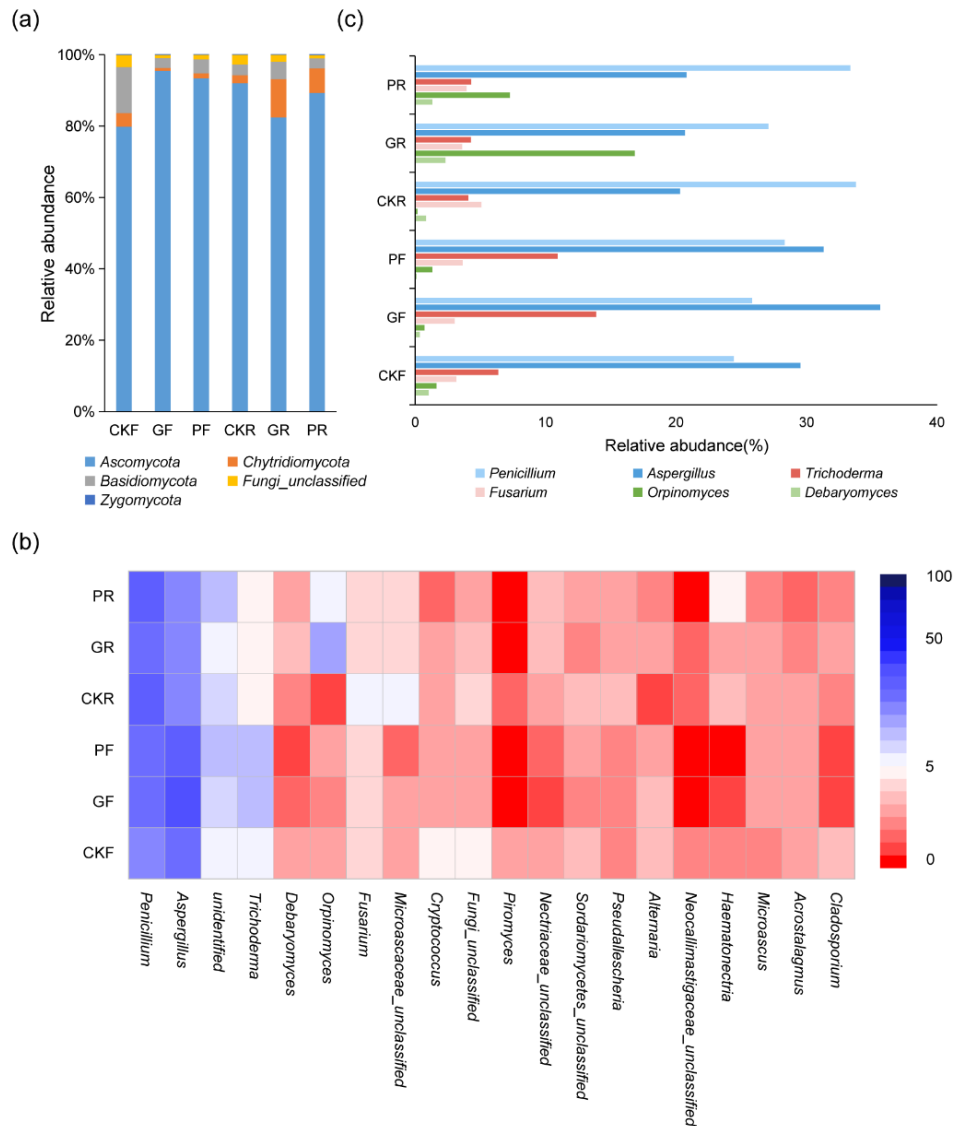 (a)
100%
80%
60%
40%
20%
0%
Relative abundance
CKF GF PF CKR GR PR
Ascomycota Chytridiomycota
Basidiomycota Fungi_unclassified
Zygomycota
(c)
PR
GR
CKR
PF
GF
CKF
0 10 20 30 40
Relative abudance(%)
Penicillium Aspergillus Trichoderma
Fusarium Orpinomyces Debaryomyces
(b)
PR
GR
CKR
PF
GF
CKF
100
50
5
0
Penicillium
Aspergillus
unidentified
Trichoderma
Debaryomyces
Orpinomyces
Fusarium
Microascaceae_unclassified
Cryptococcus
Fungi_unclassified
Piromyces
Nectriaceae_unclassified
Sordariomycetes_unclassified
Pseudallescheria
Alternaria
Neocallimastigaceae_unclassified
Haematonectria
Microascus
Acrostalagmus
Cladosporium